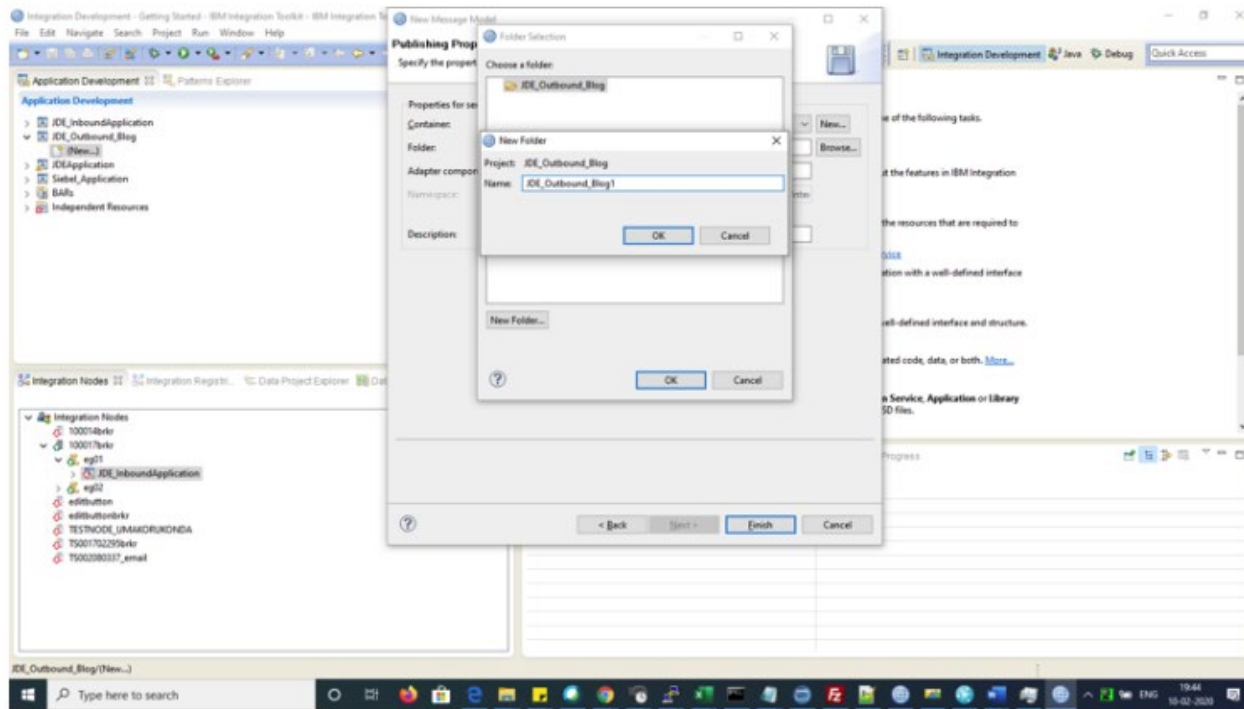 Integration Development - Getting Started - IBM Integration Toolkit - IBM Integration To
File Edit Navigate Search Project Run Window Help
Integration Development Java Debug
Quick Access
Application Development Patterns Explorer
Application Development
JDE_InboundApplication
JDE_Outbound_Blog
(New...)
JDEApplication
Siebel_Application
BARs
Independent Resources
New Message Model
Publishing Prop
Specify the propert
Properties for se
Container:
New...
Folder:
Browse...
Adapter compon
Namespace:
Description:
Folder Selection
Choose a folder:
JDE_Outbound_Blog
New Folder
Project: JDE_Outbound_Blog
Name: JDE_Outbound_Blog1
OK Cancel
New Folder...
OK Cancel
< Back Next > Finish Cancel
e of the following tasks.
t the features in IBM Integration
the resources that are required to
ation with a well-defined interface
ell-defined interface and structure.
ated code, data, or both. More...
n Service, Application or Library
SD files.
Progress
Integration Nodes Integration Registri... Data Project Explorer Dat
Integration Nodes
100014brkr
100017brkr
eg01
JDE_InboundApplication
eg02
editbutton
editbuttonbrkr
TESTNODE_UMAKORUKONDA
TS001702295brkr
TS002080337_email
JDE_Outbound_Blog/(New...)
Type here to search
ENG
19:44
10-02-2020